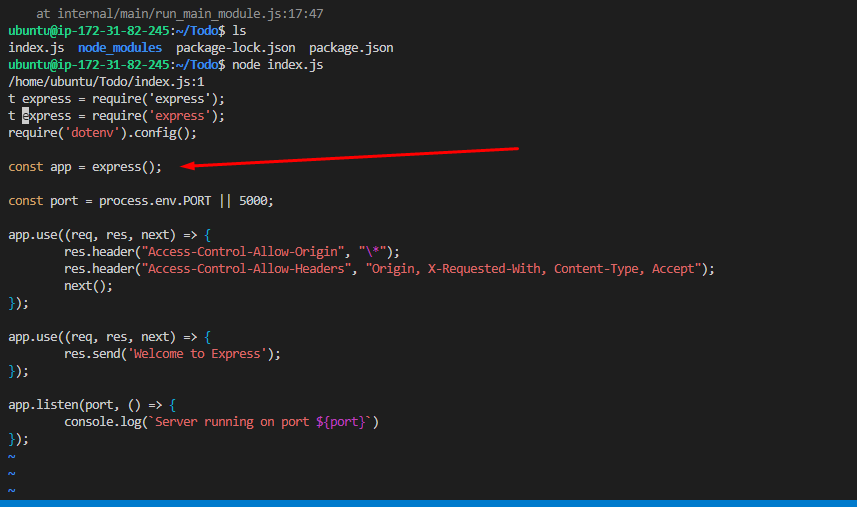 at internal/main/run_main_module.js:17:47
ubuntu@ip-172-31-82-245:~/Todo$ ls
index.js  node_modules  package-lock.json  package.json
ubuntu@ip-172-31-82-245:~/Todo$ node index.js
/home/ubuntu/Todo/index.js:1
t express = require('express');
t express = require('express');
require('dotenv').config();
const app = express();
const port = process.env.PORT || 5000;
app.use((req, res, next) => {
res.header("Access-Control-Allow-Origin", "\*");
res.header("Access-Control-Allow-Headers", "Origin, X-Requested-With, Content-Type, Accept");
next();
});
app.use((req, res, next) => {
res.send('Welcome to Express');
});
app.listen(port, () => {
console.log(`Server running on port ${port}`)
});
~
~
~